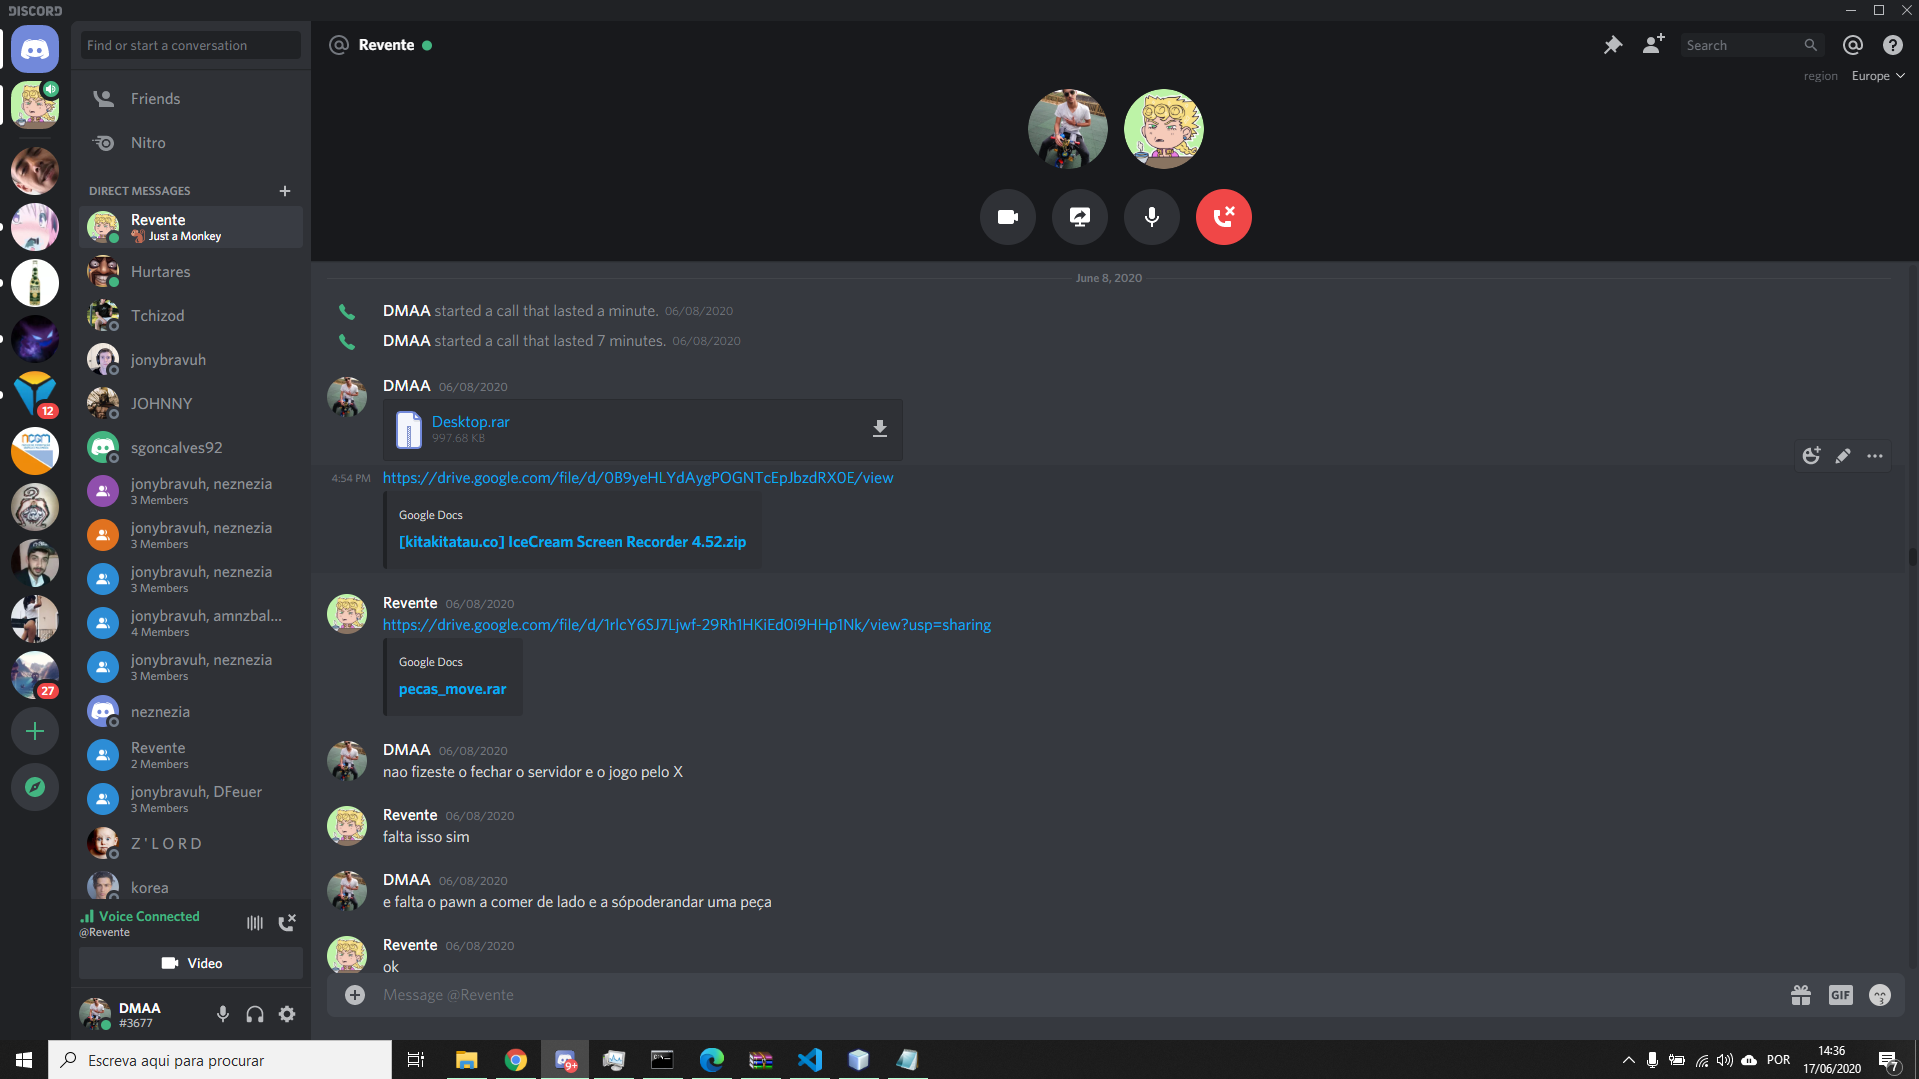 DISCORD
Find or start a conversation
Friends
Nitro
DIRECT MESSAGES
Revente
Just a Monkey
Hurtares
Tchizod
jonybravuh
JOHNNY
sgoncalves92
jonybravuh, neznezia
3 Members
jonybravuh, neznezia
3 Members
jonybravuh, neznezia
3 Members
jonybravuh, amnzbal...
4 Members
jonybravuh, neznezia
3 Members
neznezia
Revente
2 Members
jonybravuh, DFeuer
3 Members
Z ' L O R D
korea
Voice Connected
@Revente
Video
DMAA
#3677
12
ncgm
27
Revente
Search
region Europe
June 8, 2020
DMAA started a call that lasted a minute. 06/08/2020
DMAA started a call that lasted 7 minutes. 06/08/2020
DMAA 06/08/2020
Desktop.rar
997.68 KB
4:54 PM https://drive.google.com/file/d/0B9yeHLYdAygPOGNTcEpJbzdRX0E/view
Google Docs
[kitakitatau.co] IceCream Screen Recorder 4.52.zip
Revente 06/08/2020
https://drive.google.com/file/d/1rlcY6SJ7Ljwf-29Rh1HKiEd0i9HHp1Nk/view?usp=sharing
Google Docs
pecas_move.rar
DMAA 06/08/2020
nao fizeste o fechar o servidor e o jogo pelo X
Revente 06/08/2020
falta isso sim
DMAA 06/08/2020
e falta o pawn a comer de lado e a sópoderandar uma peça
Revente 06/08/2020
ok
Message @Revente
GIF
Escreva aqui para procurar
9+
POR
14:36
17/06/2020
7